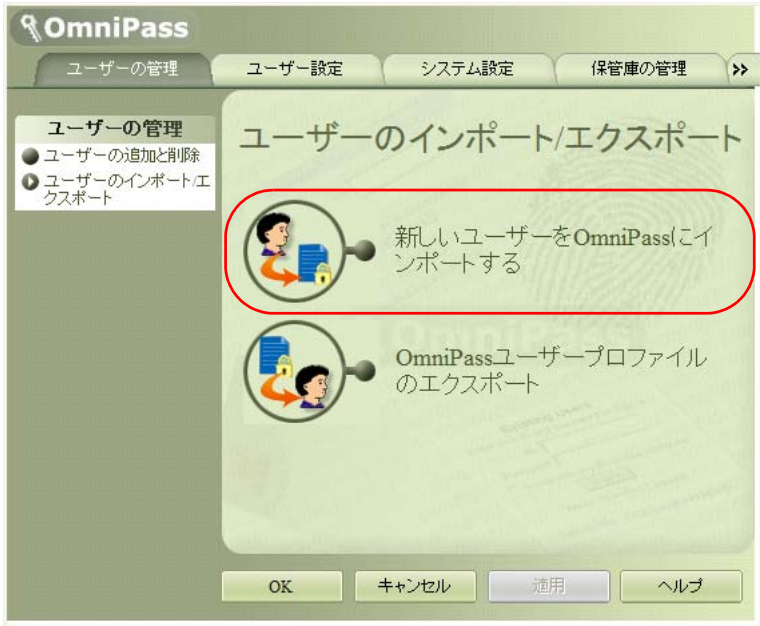 OmniPass
ユーザーの管理 ユーザー設定 システム設定 保管庫の管理 >>
ユーザーの管理
ユーザーの追加と削除
ユーザーのインポート/エ
クスポート
ユーザーのインポート/エクスポート
新しいユーザーをOmniPassにイ
ンポートする
OmniPass
OmniPassユーザープロファイル
のエクスポート
Existing users
OK キャンセル 適用 ヘルプ